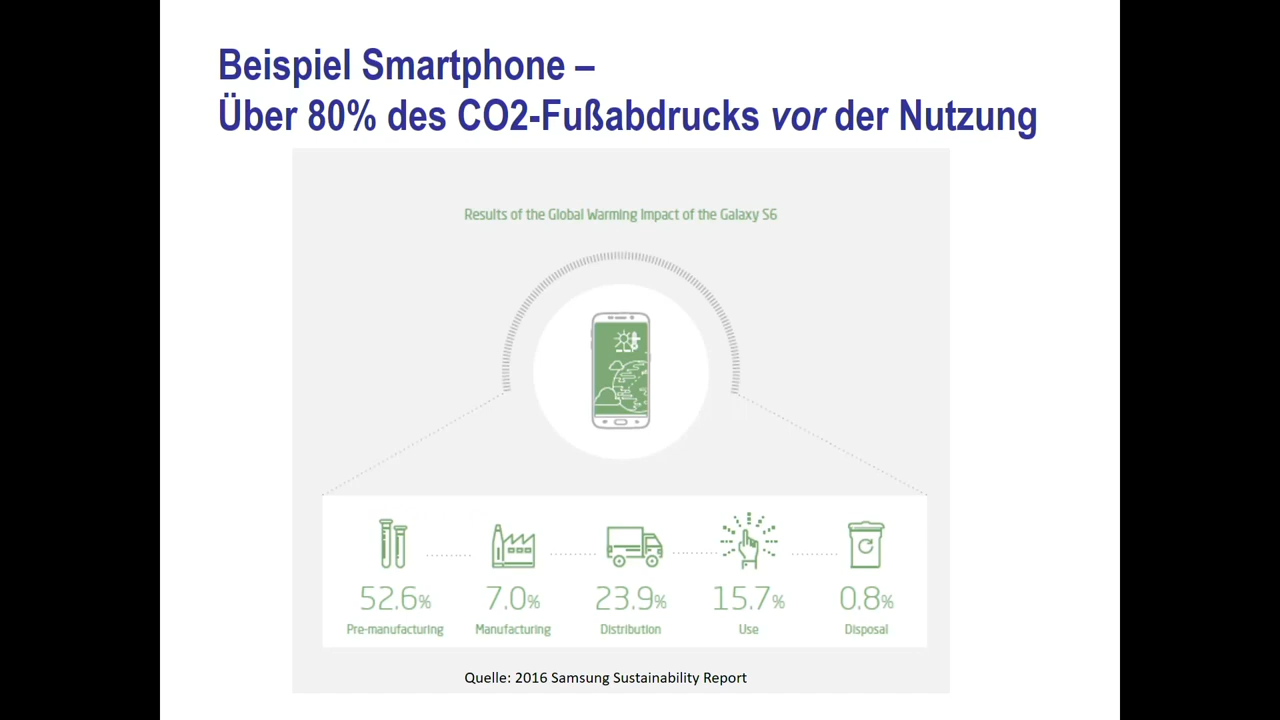 Beispiel Smartphone –
Über 80% des CO2-Fußabdrucks vor der Nutzung
Results of the Global Warming Impact of the Galaxy S6
52.6% 7.0% 23.9% 15.7% 0.8%
Pre-manufacturing Manufacturing Distribution Use Disposal
Quelle: 2016 Samsung Sustainability Report